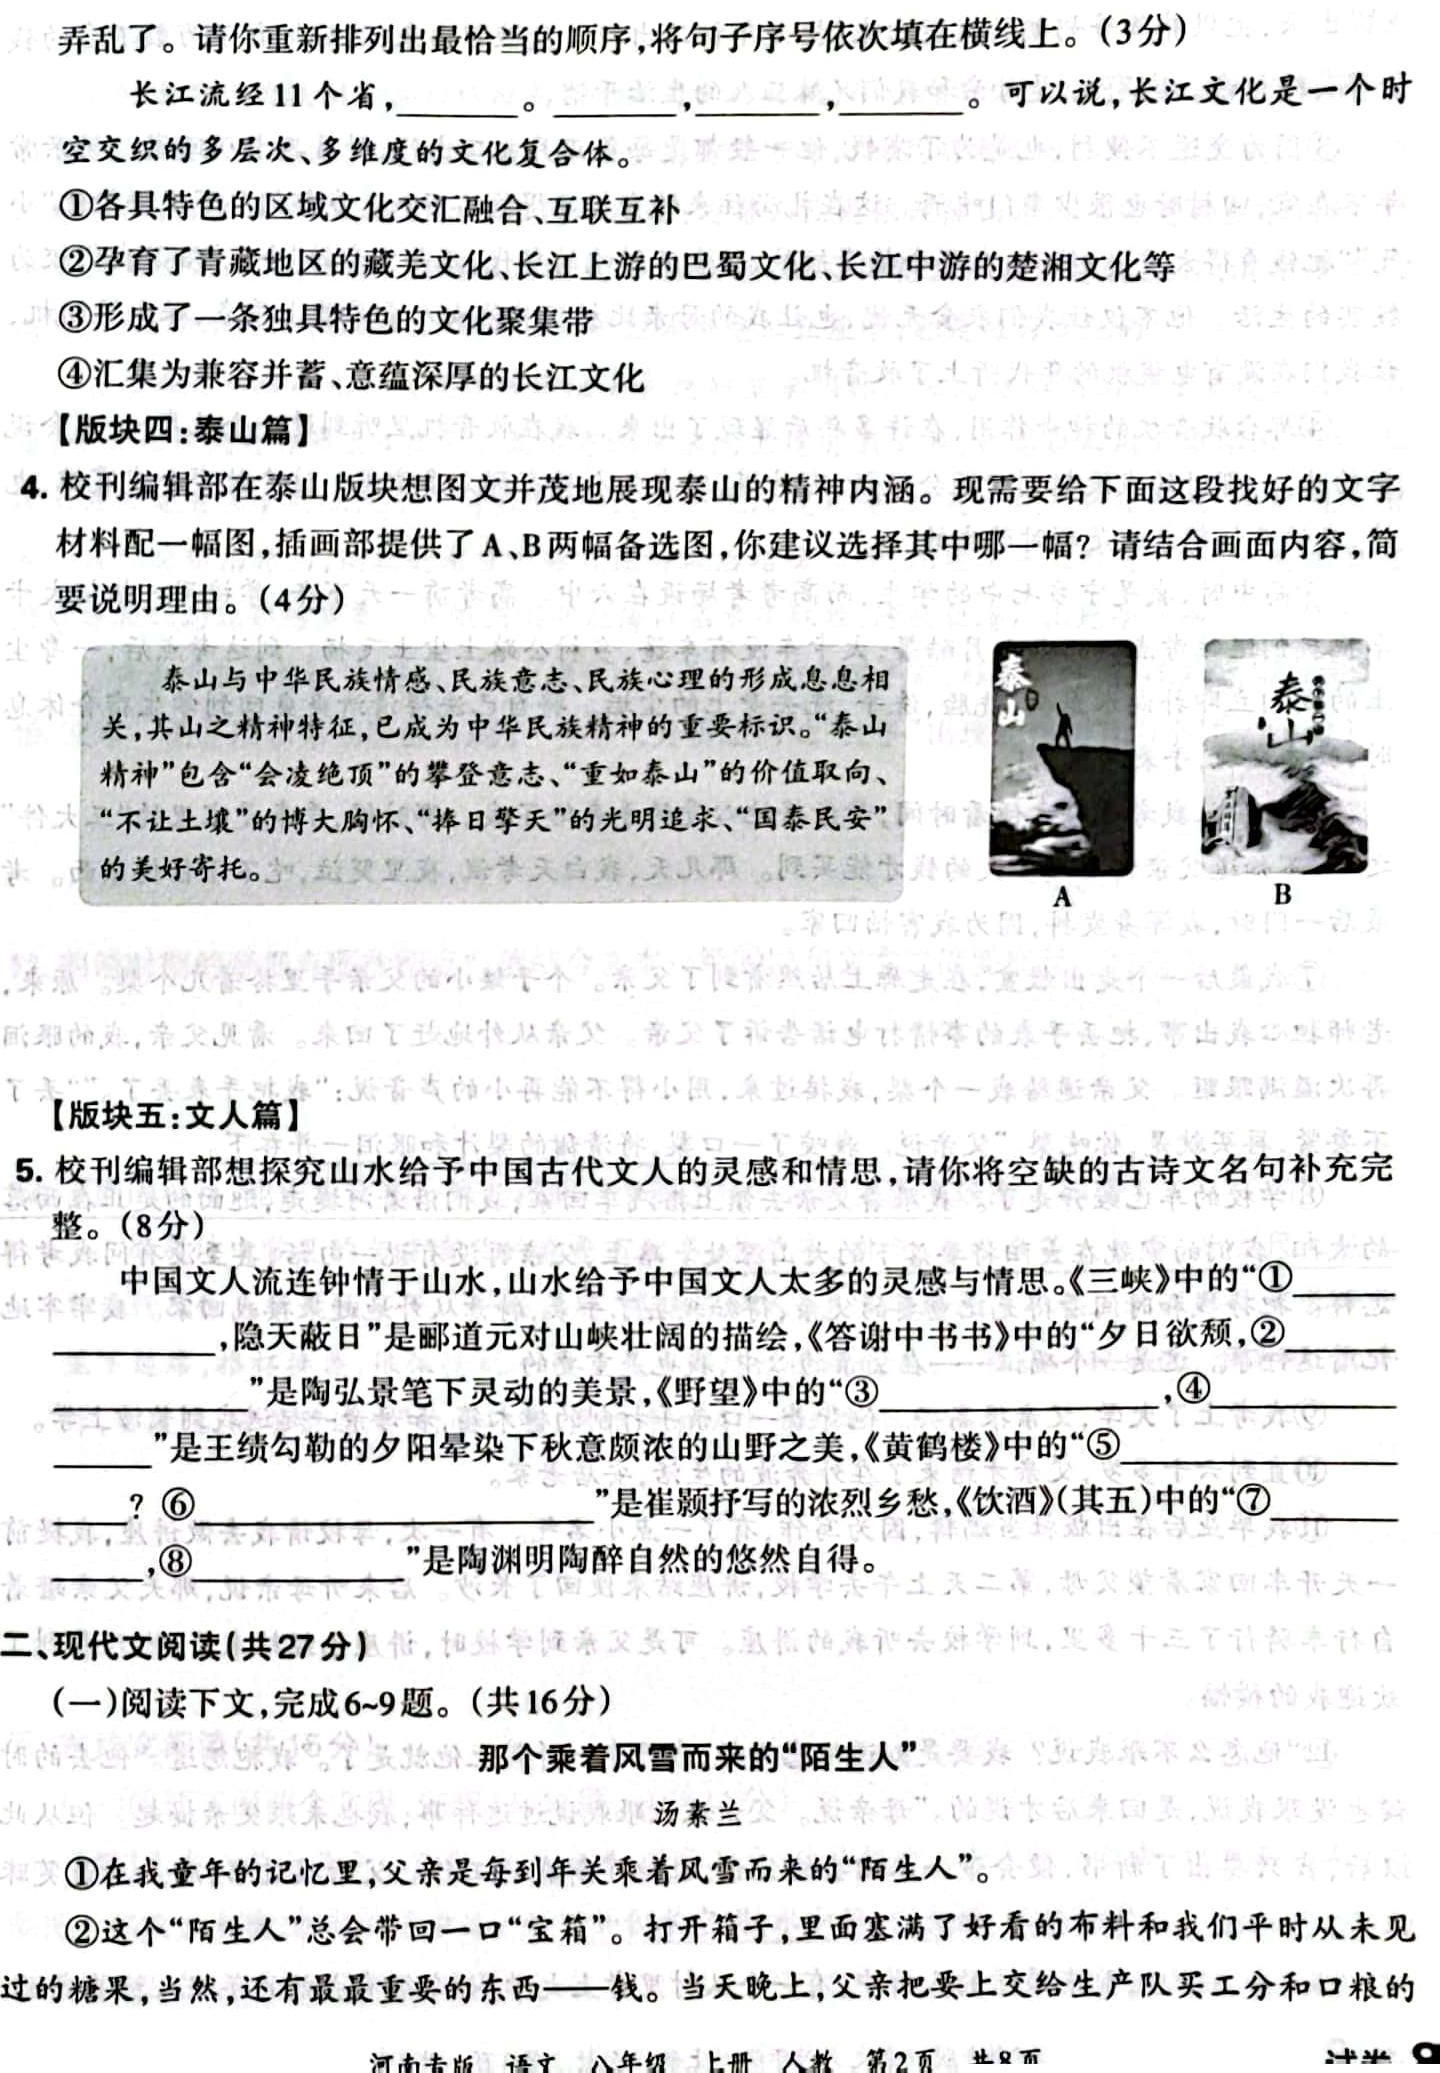 弄乱了。请你重新排列出最恰当的顺序,将句子序号依次填在横线上。(3分)
长江流经11个省,______。______,______,______。可以说,长江文化是一个时
空交织的多层次、多维度的文化复合体。
①各具特色的区域文化交汇融合、互联互补
②孕育了青藏地区的藏羌文化、长江上游的巴蜀文化、长江中游的楚湘文化等
③形成了一条独具特色的文化聚集带
④汇集为兼容并蓄、意蕴深厚的长江文化
【版块四:泰山篇】
4. 校刊编辑部在泰山版块想图文并茂地展现泰山的精神内涵。现需要给下面这段找好的文字
材料配一幅图,插画部提供了A、B两幅备选图,你建议选择其中哪一幅?请结合画面内容,简
要说明理由。(4分)
泰山与中华民族情感、民族意志、民族心理的形成息息相
关,其山之精神特征,已成为中华民族精神的重要标识。“泰山
精神”包含“会凌绝顶”的攀登意志、“重如泰山”的价值取向、
“不让土壤”的博大胸怀、“捧日擎天”的光明追求、“国泰民安”
的美好寄托。
泰山
泰山
A
B
【版块五:文人篇】
5. 校刊编辑部想探究山水给予中国古代文人的灵感和情思,请你将空缺的古诗文名句补充完
整。(8分)
中国文人流连钟情于山水,山水给予中国文人太多的灵感与情思。《三峡》中的“①______
______,隐天蔽日”是郦道元对山峡壮阔的描绘,《答谢中书书》中的“夕日欲颓,②______
______”是陶弘景笔下灵动的美景,《野望》中的“③______,④______
______”是王绩勾勒的夕阳晕染下秋意颇浓的山野之美,《黄鹤楼》中的“⑤______
______?⑥______”是崔颢抒写的浓烈乡愁,《饮酒》(其五)中的“⑦______
______,⑧______”是陶渊明陶醉自然的悠然自得。
二、现代文阅读(共27分)
(一)阅读下文,完成6~9题。(共16分)
那个乘着风雪而来的“陌生人”
汤素兰
①在我童年的记忆里,父亲是每到年关乘着风雪而来的“陌生人”。
②这个“陌生人”总会带回一口“宝箱”。打开箱子,里面塞满了好看的布料和我们平时从未见
过的糖果,当然,还有最最重要的东西——钱。当天晚上,父亲把要上交给生产队买工分和口粮的
河南专版 语文 八年级 上册 人教 第2页 共8页